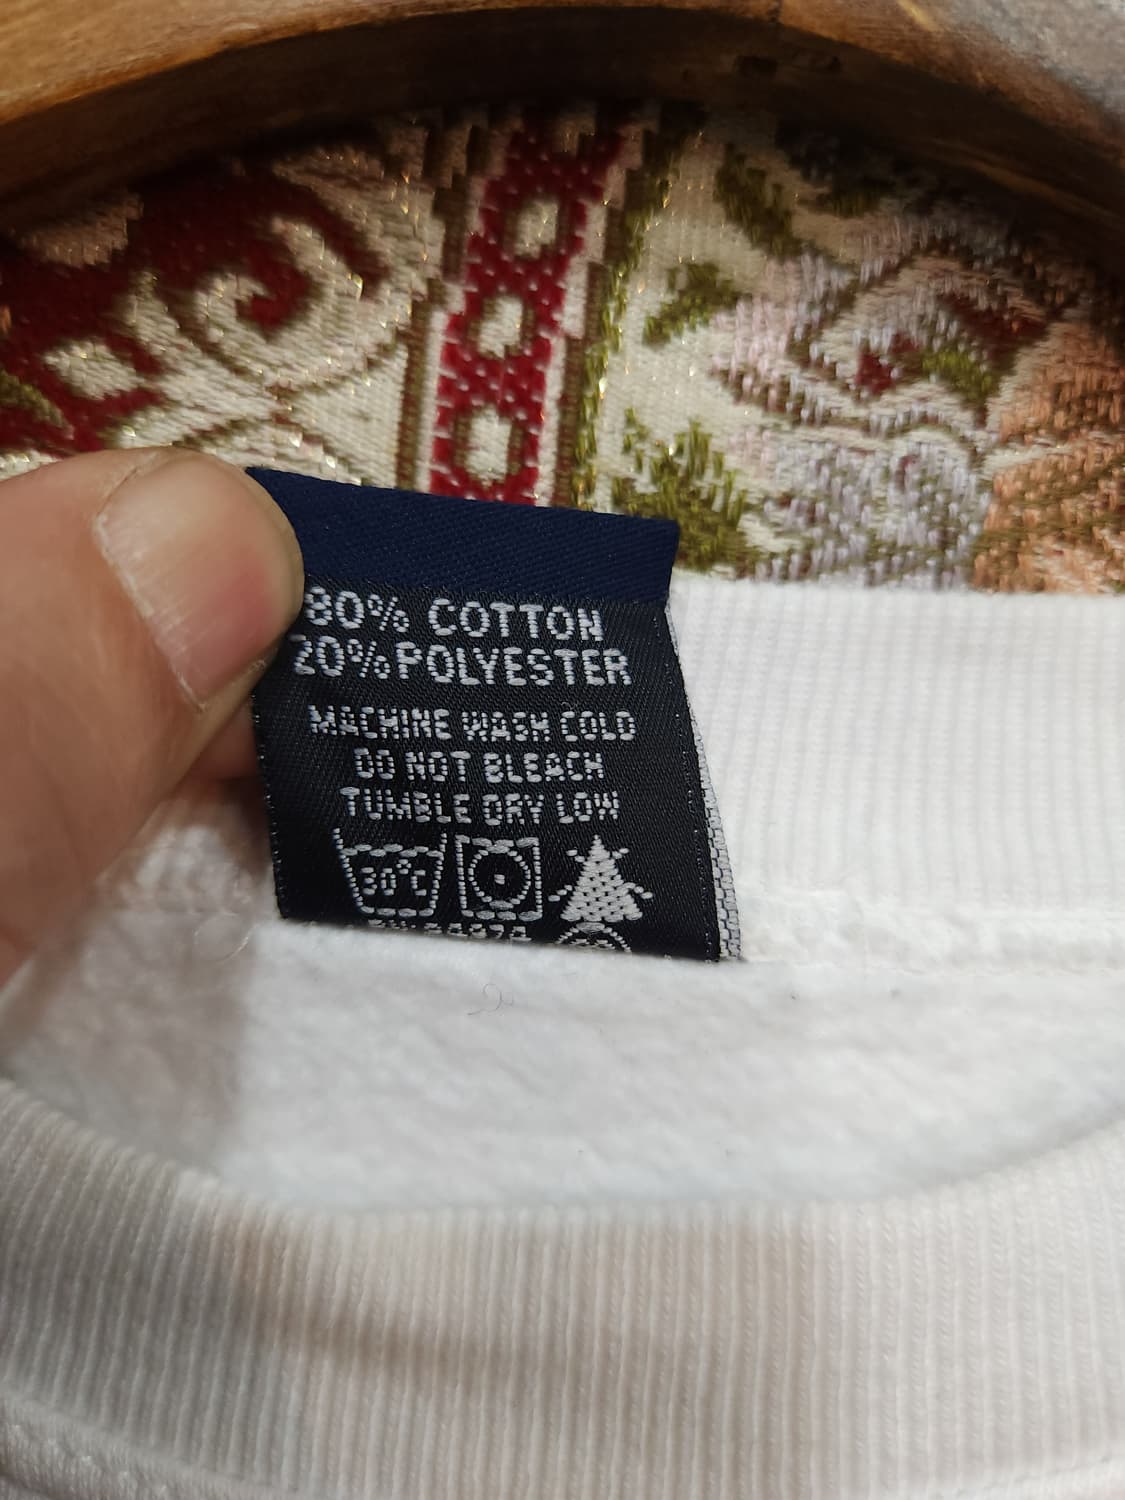 80% COTTON
20% POLYESTER
MACHINE WASH COLD
DO NOT BLEACH
TUMBLE DRY LOW
30°C